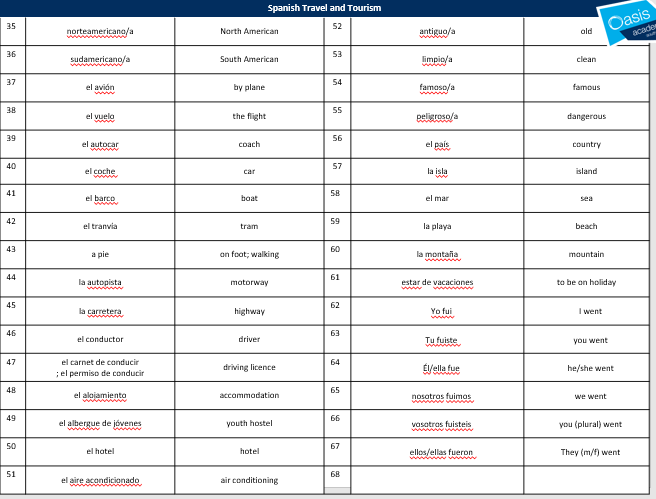 Spanish Travel and Tourism
Oasis
35 norteamericano/a North American 52 antiguo/a old
36 sudamericano/a South American 53 limpio/a clean
37 el avión by plane 54 famoso/a famous
38 el vuelo the flight 55 peligroso/a dangerous
39 el autocar coach 56 el país country
40 el coche car 57 la isla island
41 el barco boat 58 el mar sea
42 el tranvía tram 59 la playa beach
43 a pie on foot; walking 60 la montaña mountain
44 la autopista motorway 61 estar de vacaciones to be on holiday
45 la carretera highway 62 Yo fui I went
46 el conductor driver 63 Tu fuiste you went
47 el carnet de conducir
; el permiso de conducir driving licence 64 Él/ella fue he/she went
48 el alojamiento accommodation 65 nosotros fuimos we went
49 el albergue de jóvenes youth hostel 66 vosotros fuisteis you (plural) went
50 el hotel hotel 67 ellos/ellas fueron They (m/f) went
51 el aire acondicionado air conditioning 68